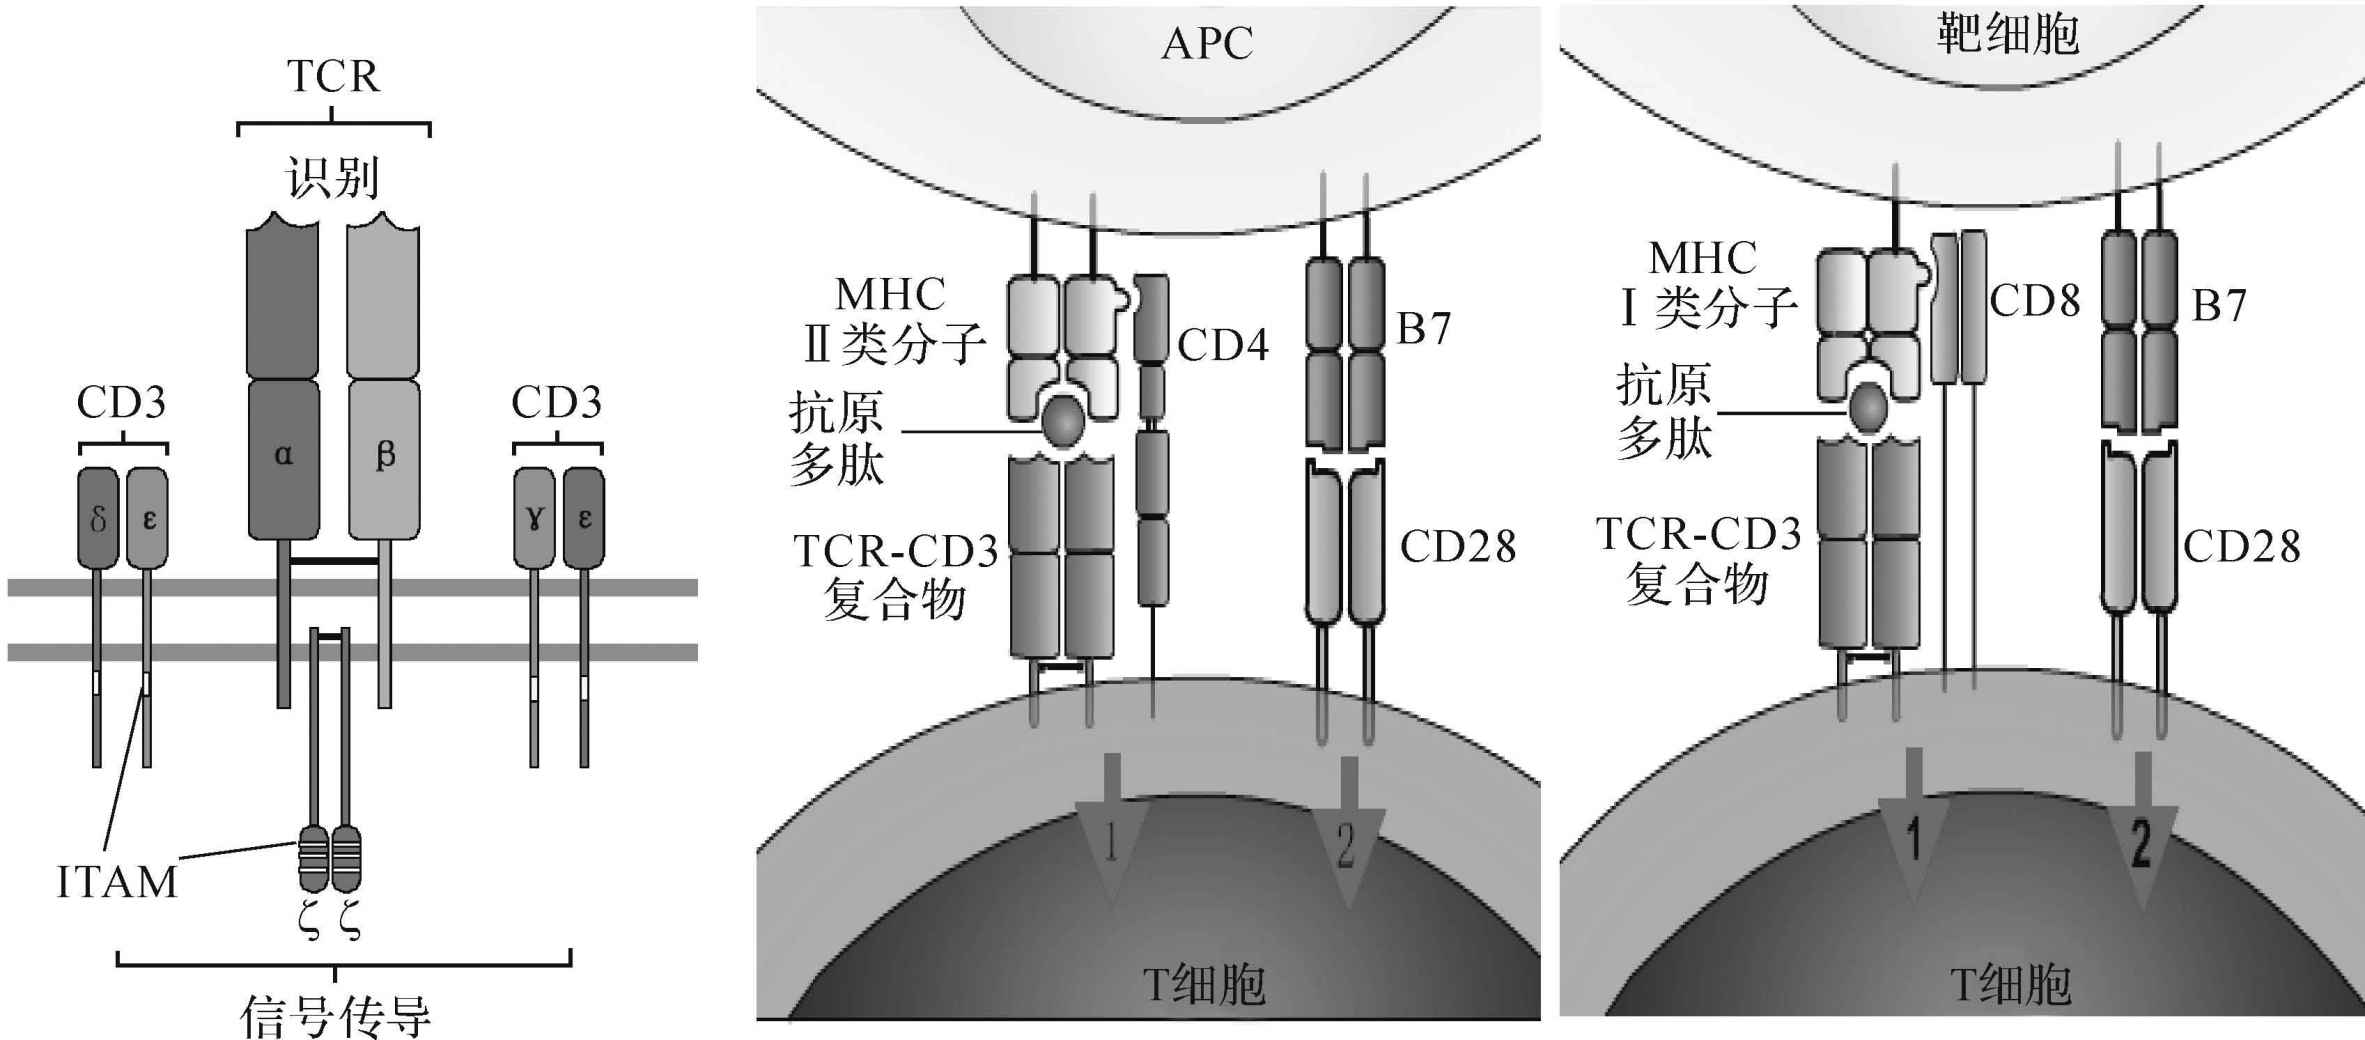 TCR
识别
CD3
CD3
α
β
δ
ε
γ
ε
ITAM
ζ
ζ
信号传导
APC
MHC
Ⅱ类分子
CD4
B7
抗原
多肽
TCR-CD3
复合物
CD28
1
2
T细胞
靶细胞
MHC
Ⅰ类分子
CD8
B7
抗原
多肽
TCR-CD3
复合物
CD28
1
2
T细胞